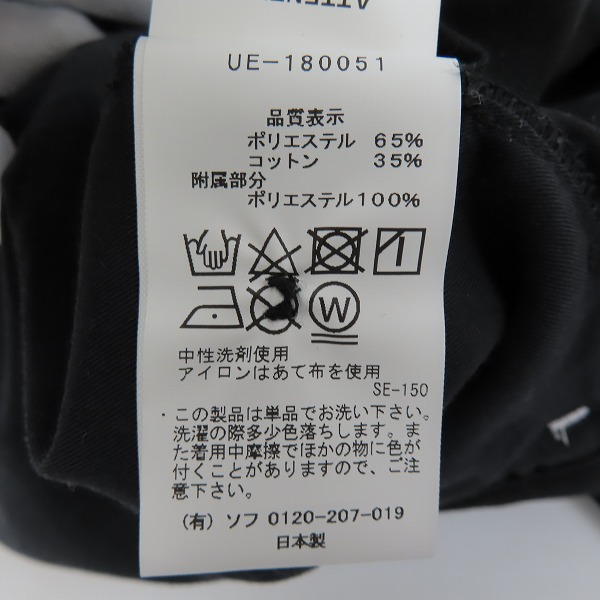 ATTENT
UE-180051
品質表示
ポリエステル 65%
コットン 35%
附属部分
ポリエステル100%
W
中性洗剤使用
アイロンはあて布を使用
SE-150
・この製品は単品でお洗い下さい。
洗濯の際多少色落ちします。ま
た着用中摩擦でほかの物に色が
付くことがありますので、ご注
意下さい。
(有) ソフ 0120-207-019
日本製